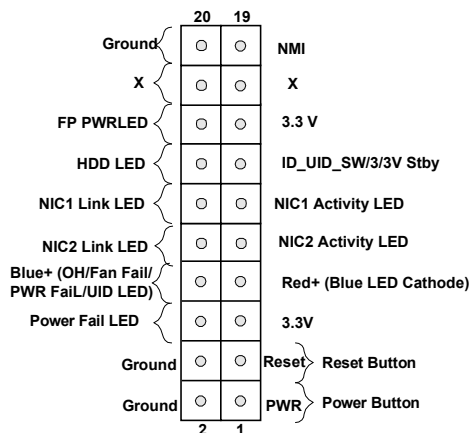 20 19
Ground NMI
X X
FP PWRLED 3.3 V
HDD LED ID_UID_SW/3/3V Stby
NIC1 Link LED NIC1 Activity LED
NIC2 Link LED NIC2 Activity LED
Blue+ (OH/Fan Fail/
PWR FaiL/UID LED) Red+ (Blue LED Cathode)
Power Fail LED 3.3V
Ground Reset Reset Button
Ground PWR Power Button
2 1